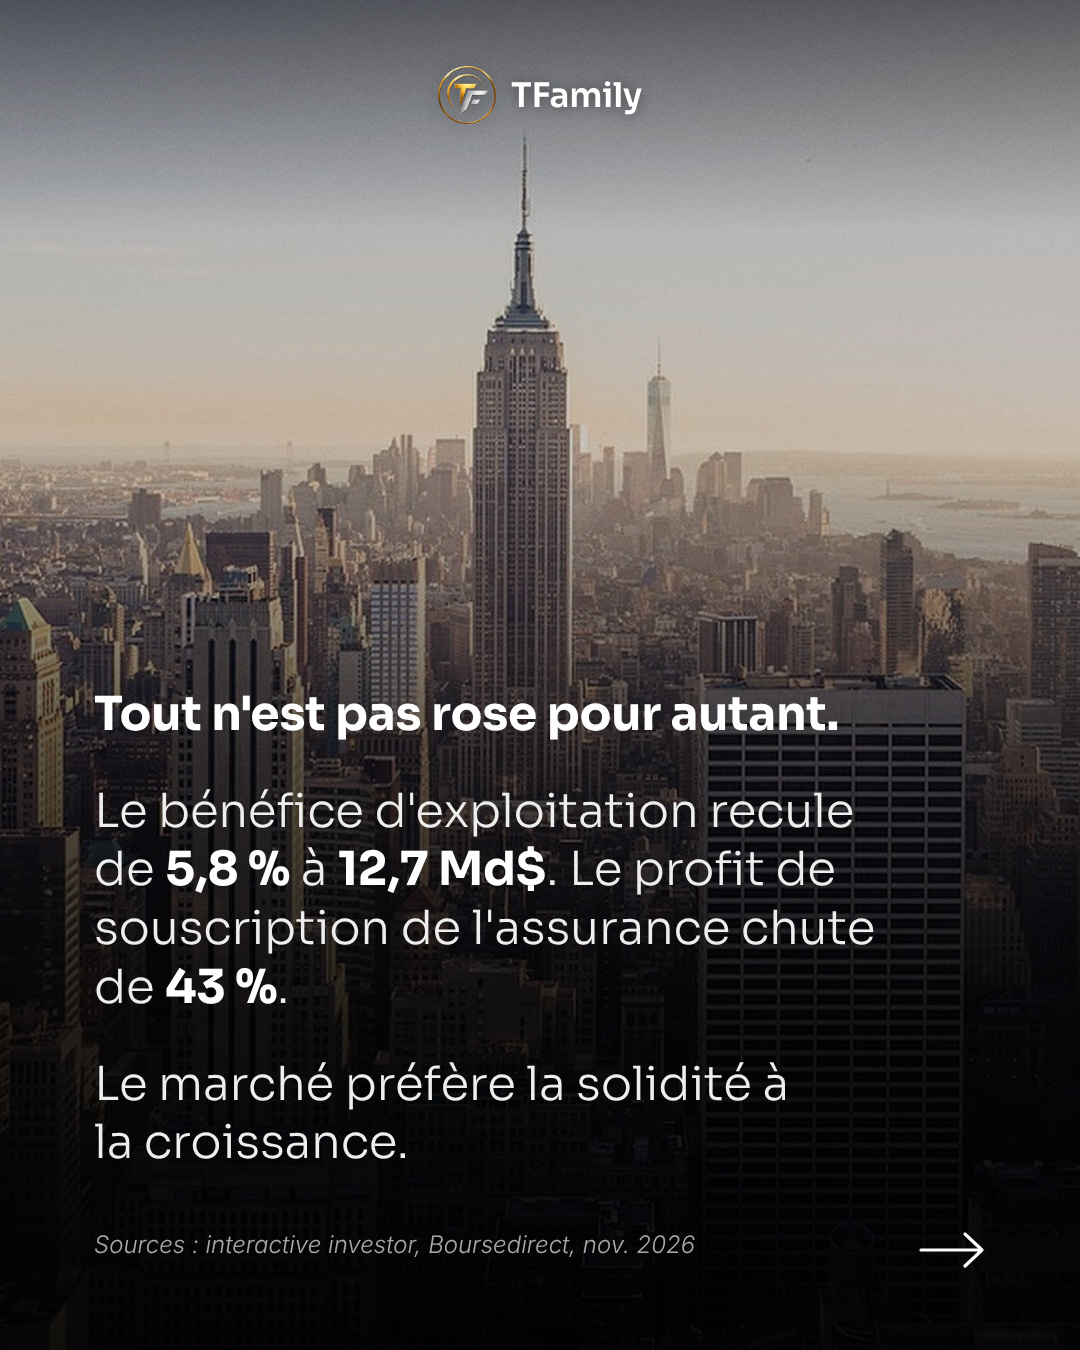 TFamily
Tout n'est pas rose pour autant.
Le bénéfice d'exploitation recule
de 5,8 % à 12,7 Md$. Le profit de
souscription de l'assurance chute
de 43 %.
Le marché préfère la solidité à
la croissance.
Sources : interactive investor, Boursedirect, nov. 2026